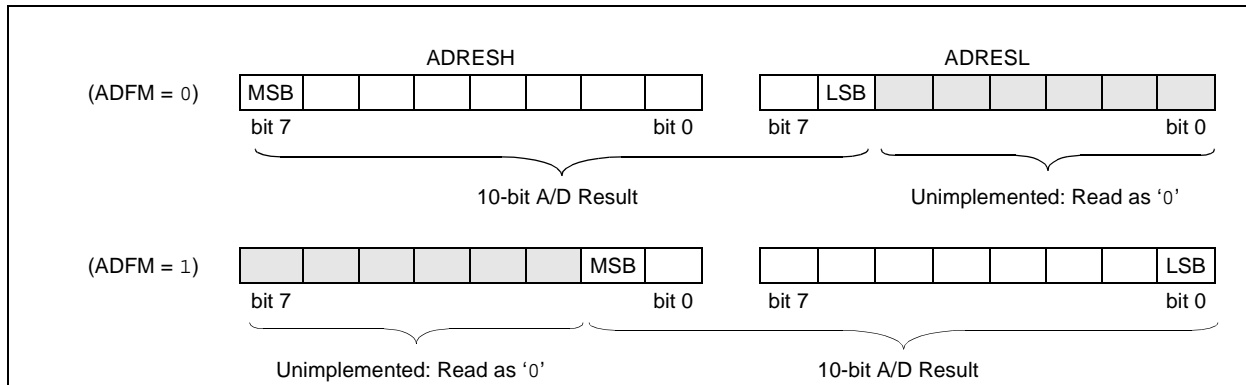 ADRESH ADRESL
(ADFM = 0) MSB LSB
bit 7 bit 0 bit 7 bit 0
10-bit A/D Result Unimplemented: Read as ‘0’
(ADFM = 1) MSB LSB
bit 7 bit 0 bit 7 bit 0
Unimplemented: Read as ‘0’ 10-bit A/D Result